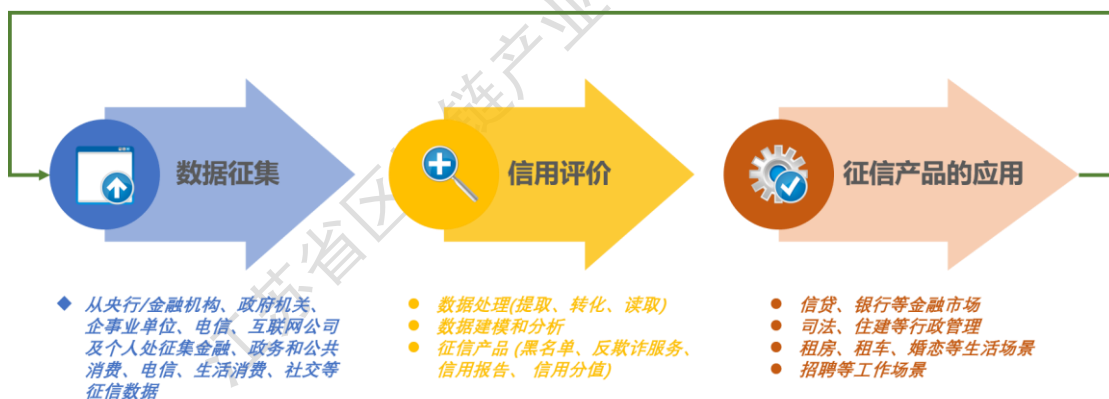 数据征集
信用评价
征信产品的应用
从央行/金融机构、政府机关、
企事业单位、电信、互联网公司
及个人处征集金融、政务和公共
消费、电信、生活消费、社交等
征信数据
数据处理(提取、转化、读取)
数据建模和分析
征信产品 (黑名单、反欺诈服务、
信用报告、 信用分值)
信贷、银行等金融市场
司法、住建等行政管理
租房、租车、婚恋等生活场景
招聘等工作场景
江苏省区 链产业